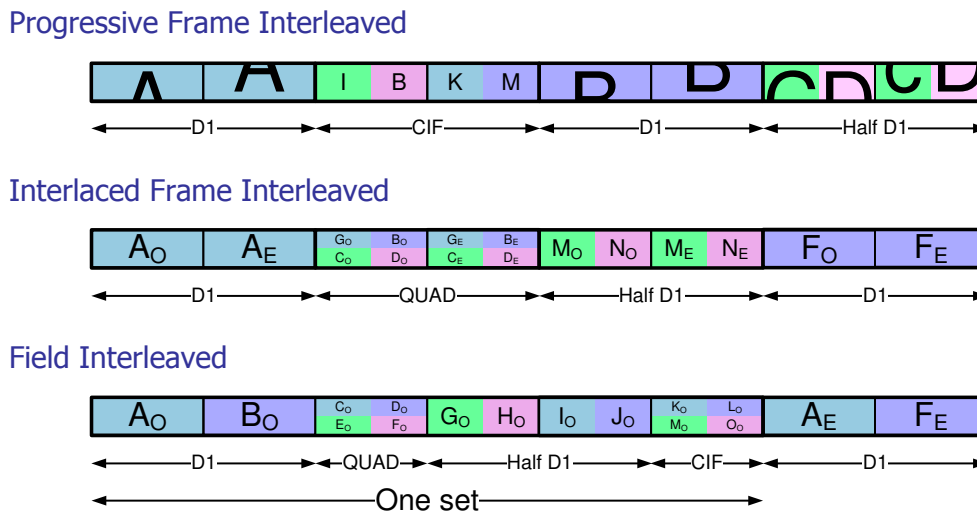 Progressive Frame Interleaved
A A I B K M B B C D C D
D1 CIF D1 Half D1
Interlaced Frame Interleaved
AO AE GO BO GE BE MO NO ME NE FO FE
CO DO CE DE
D1 QUAD Half D1 D1
Field Interleaved
AO BO CO DO GO HO IO JO KO LO AE FE
EO FO MO OO
D1 QUAD Half D1 CIF D1
One set